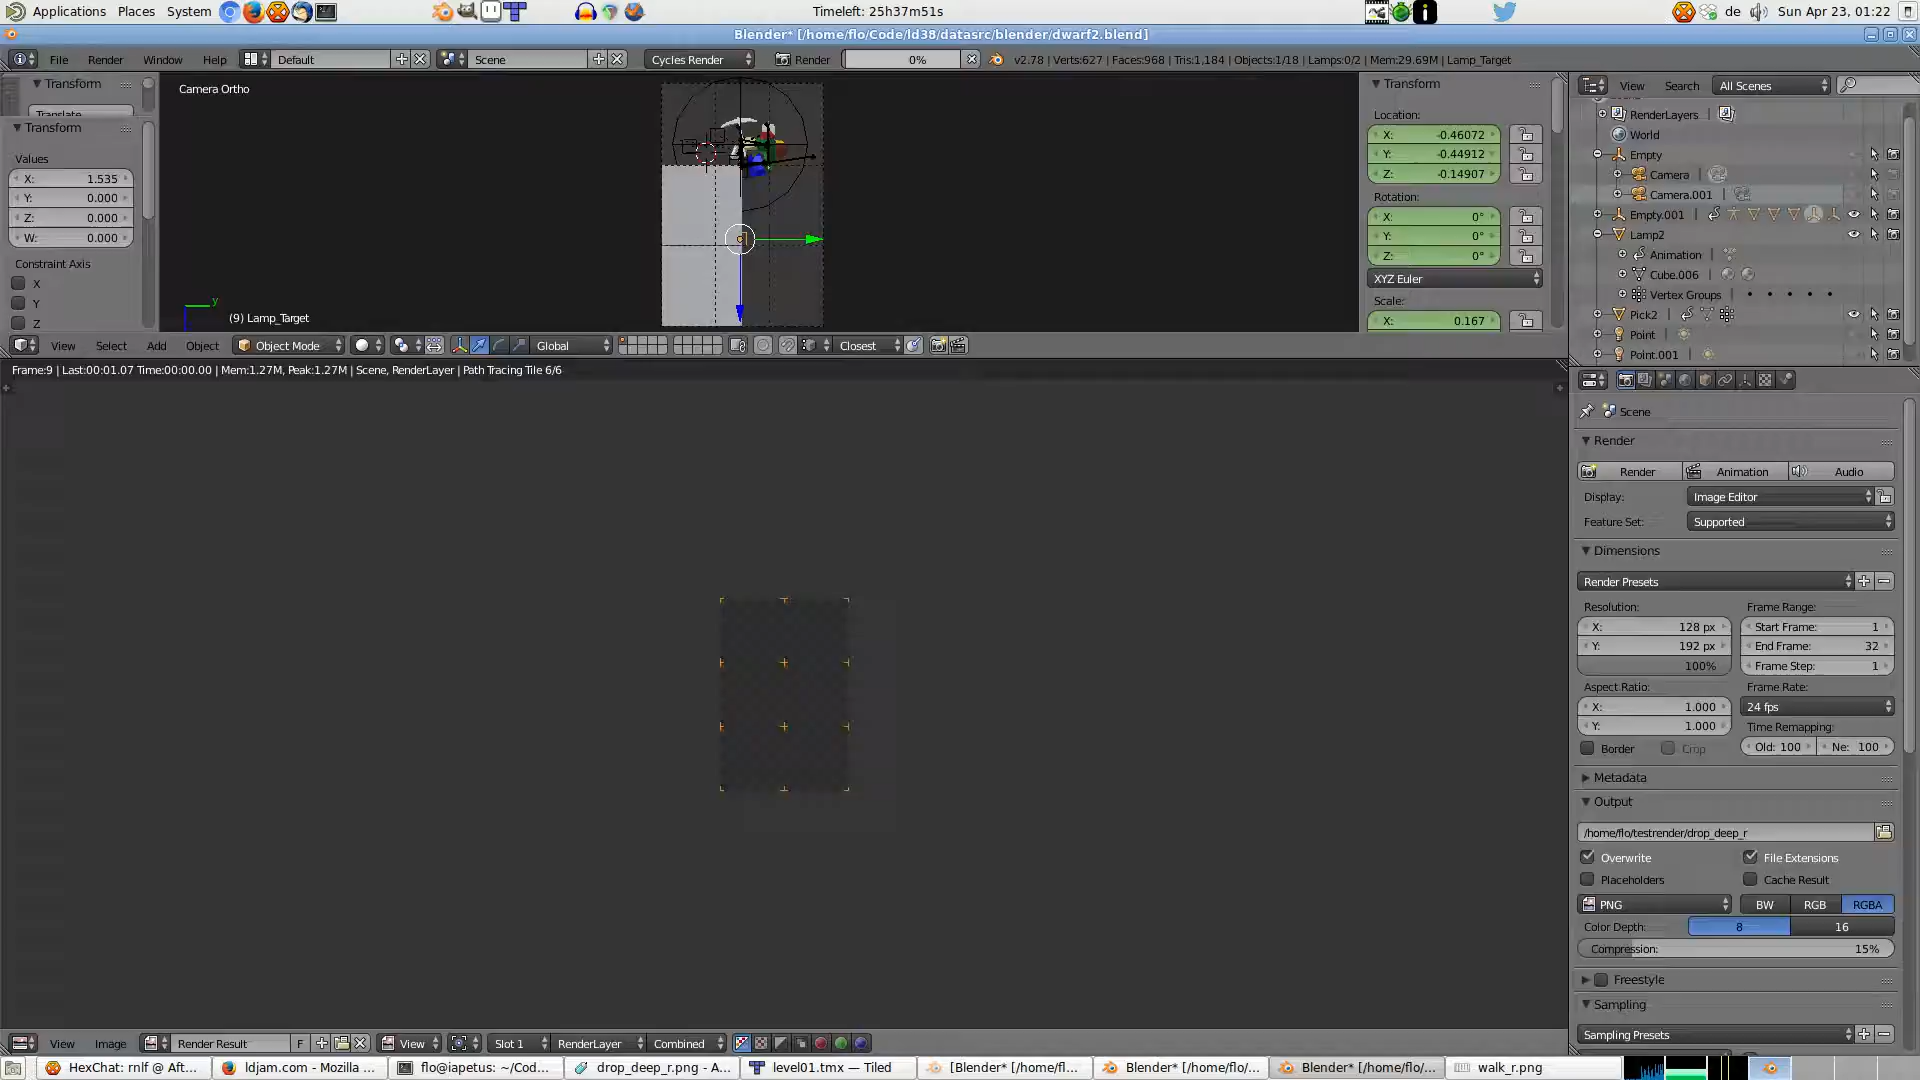 Applications Places System
Timeleft: 25h37m51s
de
Sun Apr 23, 01:22
Blender* [/home/flo/Code/ld38/datasrc/blender/dwarf2.blend]
File Render Window Help
Default
Scene
Cycles Render
Render
0%
v2.78 | Verts:627 | Faces:968 | Tris:1,184 | Objects:1/18 | Lamps:0/2 | Mem:29.69M | Lamp_Target
Transform
Translate
Transform
Values
X: 1.535
Y: 0.000
Z: 0.000
W: 0.000
Constraint Axis
X
Y
Z
Camera Ortho
y
(9) Lamp_Target
Transform
Location:
X: -0.46072
Y: -0.44912
Z: -0.14907
Rotation:
X: 0°
Y: 0°
Z: 0°
XYZ Euler
Scale:
X: 0.167
View Search All Scenes
RenderLayers
World
Empty
Camera
Camera.001
Empty.001
Lamp2
Animation
Cube.006
Vertex Groups
Pick2
Point
Point.001
View Select Add Object Object Mode Global Closest
Frame:9 | Last:00:01.07 Time:00:00.00 | Mem:1.27M, Peak:1.27M | Scene, RenderLayer | Path Tracing Tile 6/6
Scene
Render
Render Animation Audio
Display: Image Editor
Feature Set: Supported
Dimensions
Render Presets
Resolution: Frame Range:
X: 128 px Start Frame: 1
Y: 192 px End Frame: 32
100% Frame Step: 1
Aspect Ratio: Frame Rate:
X: 1.000 24 fps
Y: 1.000 Time Remapping:
Border Crop Old: 100 Ne: 100
Metadata
Output
/home/flo/testrender/drop_deep_r
Overwrite File Extensions
Placeholders Cache Result
PNG BW RGB RGBA
Color Depth: 8 16
Compression: 15%
Freestyle
Sampling
Sampling Presets
View Image Render Result F View Slot 1 RenderLayer Combined
HexChat: rnlf @ Aft...
ldjam.com - Mozilla ...
flo@iapetus: ~/Cod...
drop_deep_r.png - A...
level01.tmx — Tiled
[Blender* [/home/flo/...
Blender* [/home/flo/...
Blender* [/home/flo/...
walk_r.png